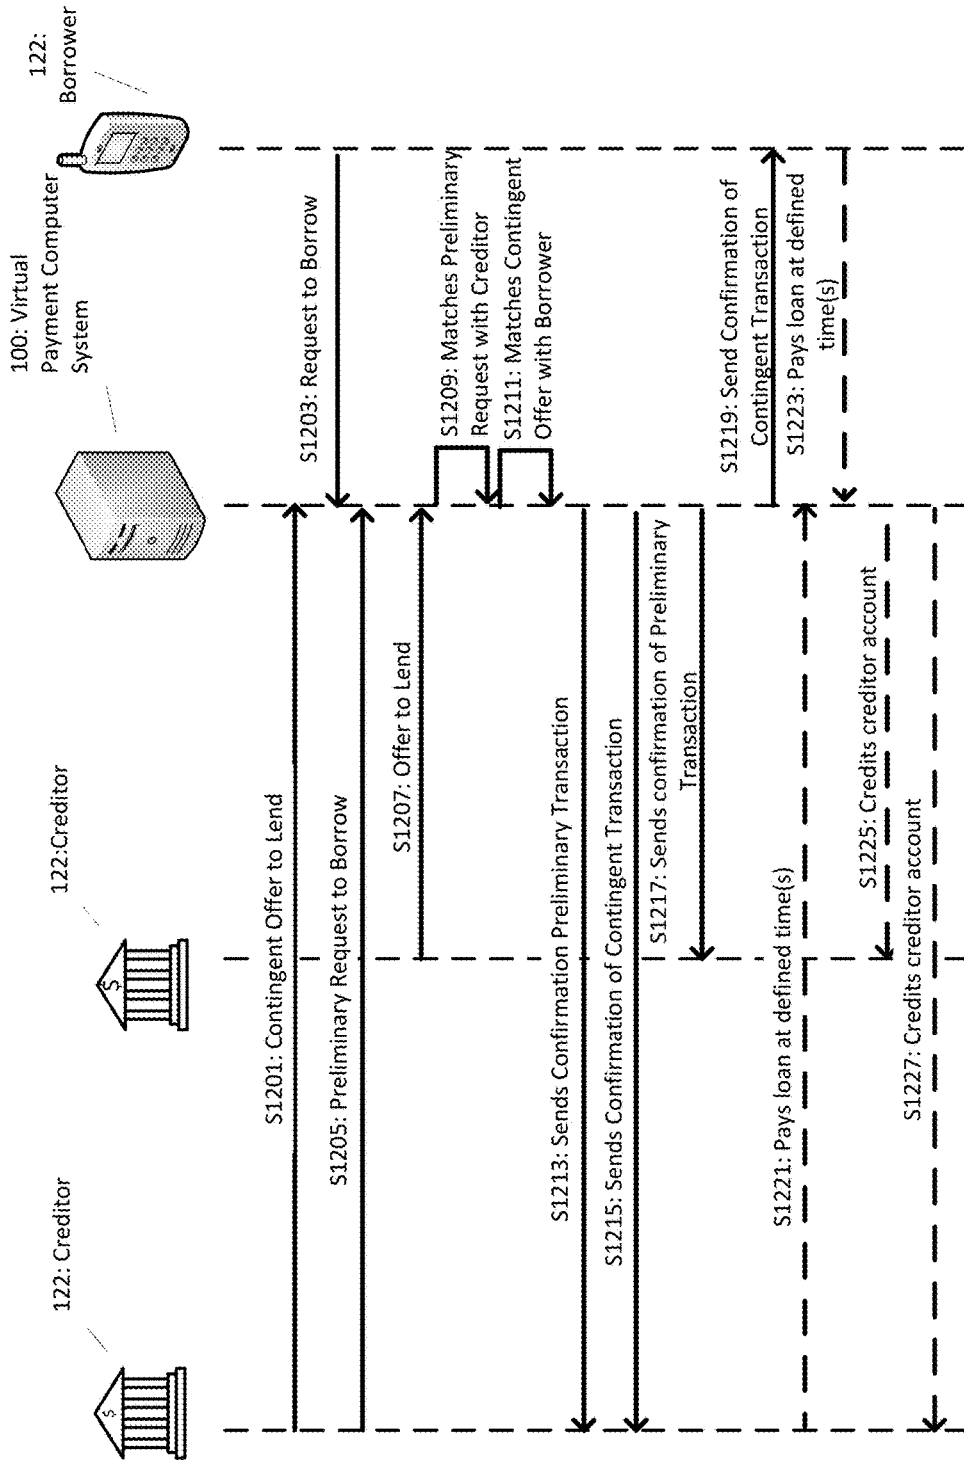 122: Creditor
122:Creditor
100: Virtual
Payment Computer
System
122:
Borrower
S1201: Contingent Offer to Lend
S1203: Request to Borrow
S1205: Preliminary Request to Borrow
S1207: Offer to Lend
S1209: Matches Preliminary
Request with Creditor
S1211: Matches Contingent
Offer with Borrower
S1213: Sends Confirmation Preliminary Transaction
S1215: Sends Confirmation of Contingent Transaction
S1217: Sends confirmation of Preliminary
Transaction
S1219: Send Confirmation of
Contingent Transaction
S1221: Pays loan at defined time(s)
S1223: Pays loan at defined
time(s)
S1225: Credits creditor account
S1227: Credits creditor account
$
$